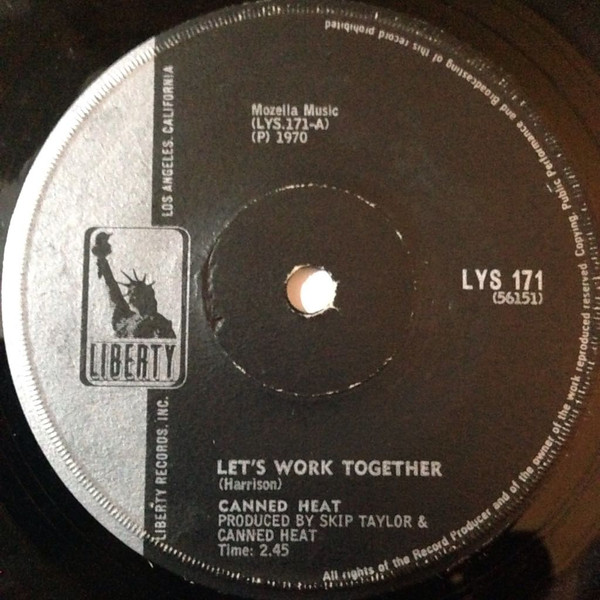 Mozella Music
(LYS.171-A)
(P) 1970
LYS 171
(56151)
LIBERTY
LOS ANGELES, CALIFORNIA
LIBERTY RECORDS, INC.
LET'S WORK TOGETHER
(Harrison)
CANNED HEAT
PRODUCED BY SKIP TAYLOR &
CANNED HEAT
Time: 2.45
All rights of the Record Producer and of the owner of the work reproduced reserved. Copying, Public Performance and Broadcasting of this record prohibited